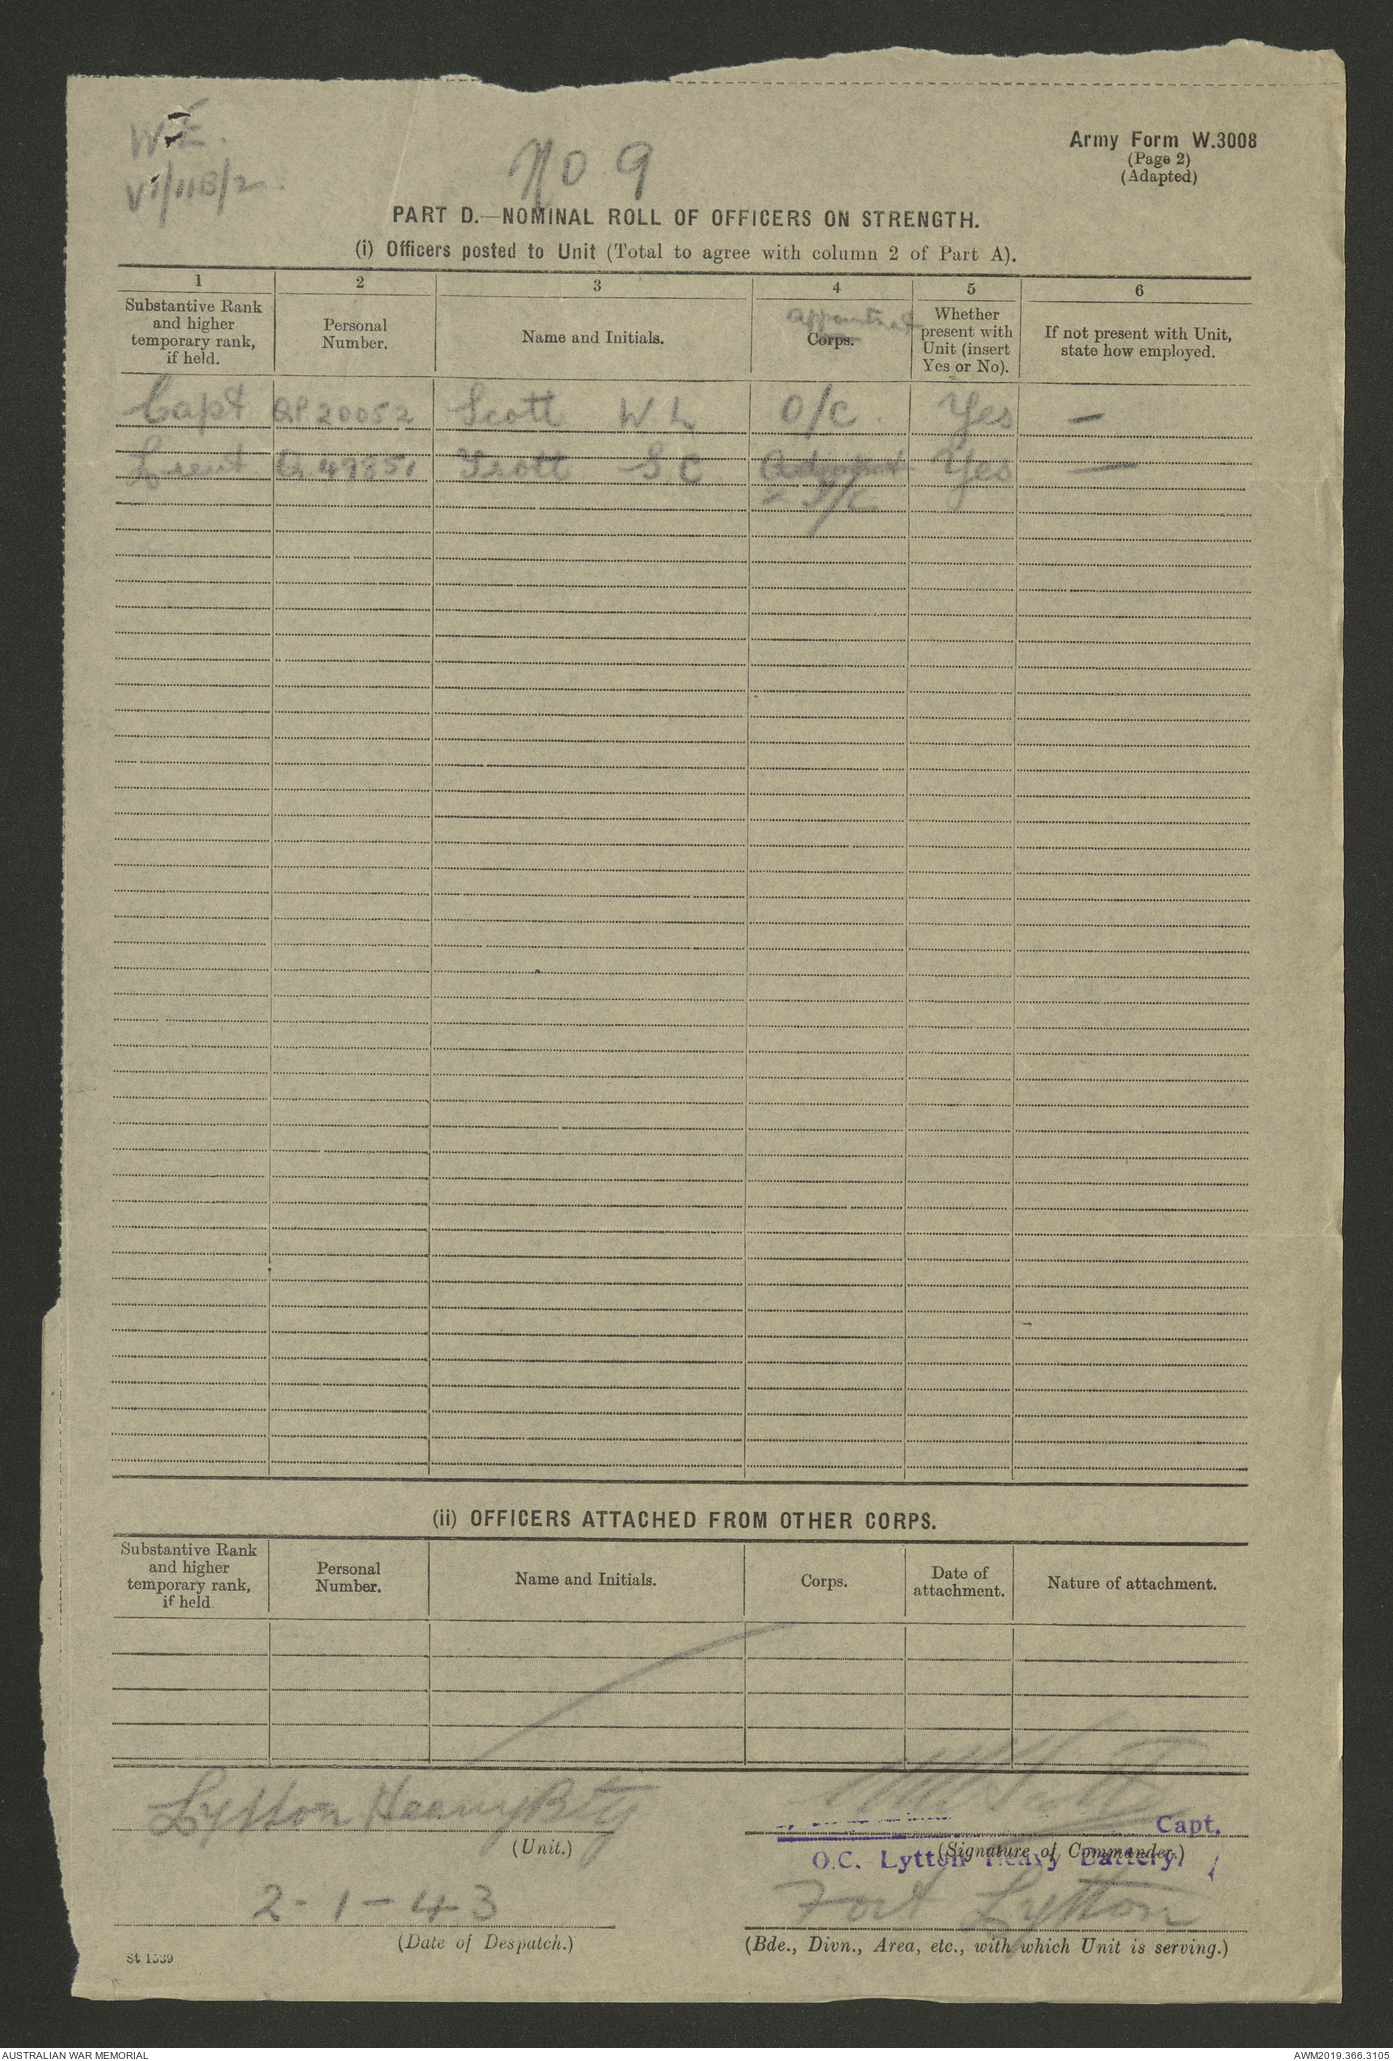 W.E.
VI/11B/2.
No 9
Army Form W.3008
(Page 2)
(Adapted)
PART D.—NOMINAL ROLL OF OFFICERS ON STRENGTH.
(i) Officers posted to Unit (Total to agree with column 2 of Part A).
1 2 3 4 5 6
Substantive Rank and higher temporary rank, if held.
Personal Number.
Name and Initials.
Corps.
Whether present with Unit (insert Yes or No).
If not present with Unit, state how employed.
Capt QP20052 Scott W L O/C. Yes —
Lieut Trott S C Yes —
(ii) OFFICERS ATTACHED FROM OTHER CORPS.
Substantive Rank and higher temporary rank, if held
Personal Number.
Name and Initials.
Corps.
Date of attachment.
Nature of attachment.
Lytton Heavy Bty
(Unit.)
Capt.
(Signature of Commander.)
O.C. Lytton Heavy Battery.
2-1-43
(Date of Despatch.)
Fort Lytton
(Bde., Divn., Area, etc., with which Unit is serving.)
St 1539
AUSTRALIAN WAR MEMORIAL
AWM2019.366.3105